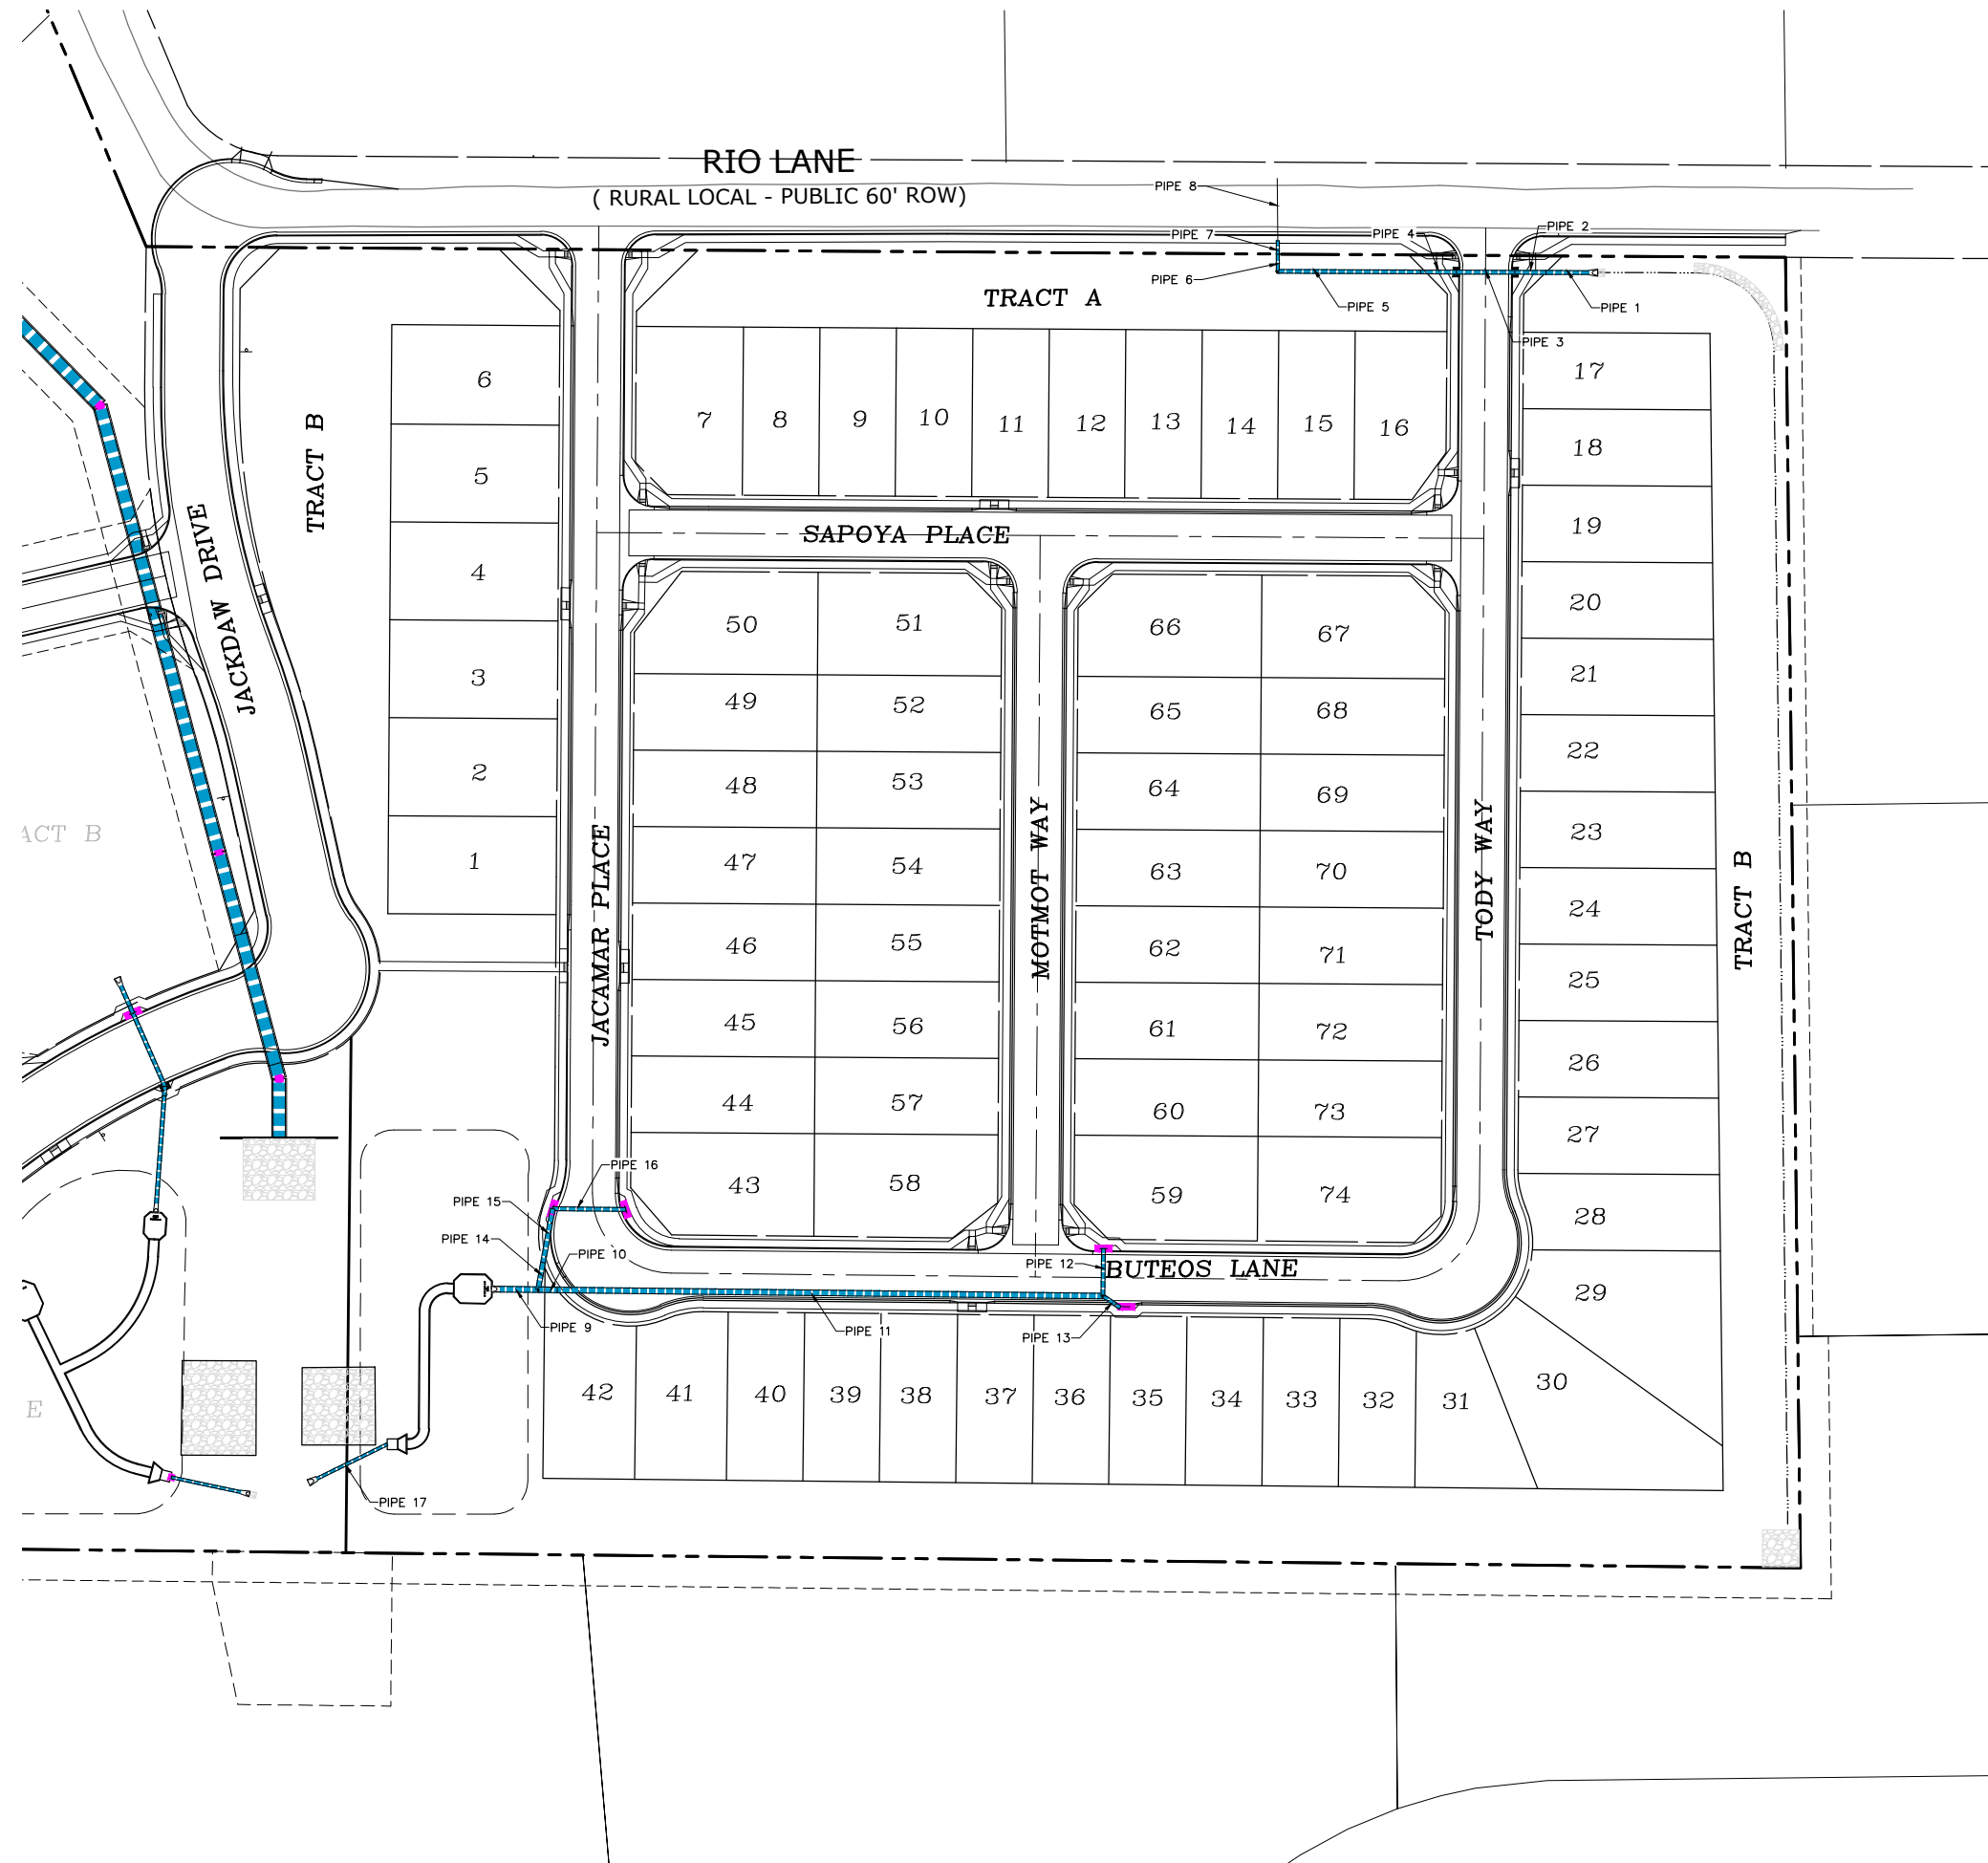 RIO LANE
( RURAL LOCAL - PUBLIC 60' ROW)
PIPE 8
PIPE 7
PIPE 4
PIPE 2
PIPE 6
PIPE 5
PIPE 1
PIPE 3
TRACT A
TRACT B
JACKDAW DRIVE
6
5
4
3
2
1
7
8
9
10
11
12
13
14
15
16
17
18
19
20
21
22
23
24
25
26
27
28
29
30
SAPOYA PLACE
JACAMAR PLACE
MOTMOT WAY
TODY WAY
TRACT B
50
51
49
52
48
53
47
54
46
55
45
56
44
57
43
58
66
67
65
68
64
69
63
70
62
71
61
72
60
73
59
74
ACT B
PIPE 16
PIPE 15
PIPE 14
PIPE 10
PIPE 12
BUTEOS LANE
PIPE 9
PIPE 11
PIPE 13
42
41
40
39
38
37
36
35
34
33
32
31
E
PIPE 17